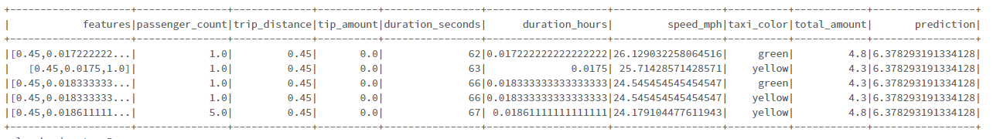 +--------------------+---------------+-------------+----------+----------------+--------------------+------------------+----------+------------+-----------------+
|            features|passenger_count|trip_distance|tip_amount|duration_seconds|      duration_hours|         speed_mph|taxi_color|total_amount|       prediction|
+--------------------+---------------+-------------+----------+----------------+--------------------+------------------+----------+------------+-----------------+
|[0.45,0.017222222...|            1.0|         0.45|       0.0|              62|0.017222222222222222|26.129032258064516|     green|         4.8|6.378293191334128|
|   [0.45,0.0175,1.0]|            1.0|         0.45|       0.0|              63|              0.0175| 25.71428571428571|    yellow|         4.3|6.378293191334128|
|[0.45,0.018333333...|            1.0|         0.45|       0.0|              66|0.018333333333333333|24.545454545454547|     green|         4.3|6.378293191334128|
|[0.45,0.018333333...|            1.0|         0.45|       0.0|              66|0.018333333333333333|24.545454545454547|    yellow|         4.3|6.378293191334128|
|[0.45,0.018611111...|            5.0|         0.45|       0.0|              67| 0.01861111111111111|24.179104477611943|    yellow|         4.8|6.378293191334128|
+--------------------+---------------+-------------+----------+----------------+--------------------+------------------+----------+------------+-----------------+